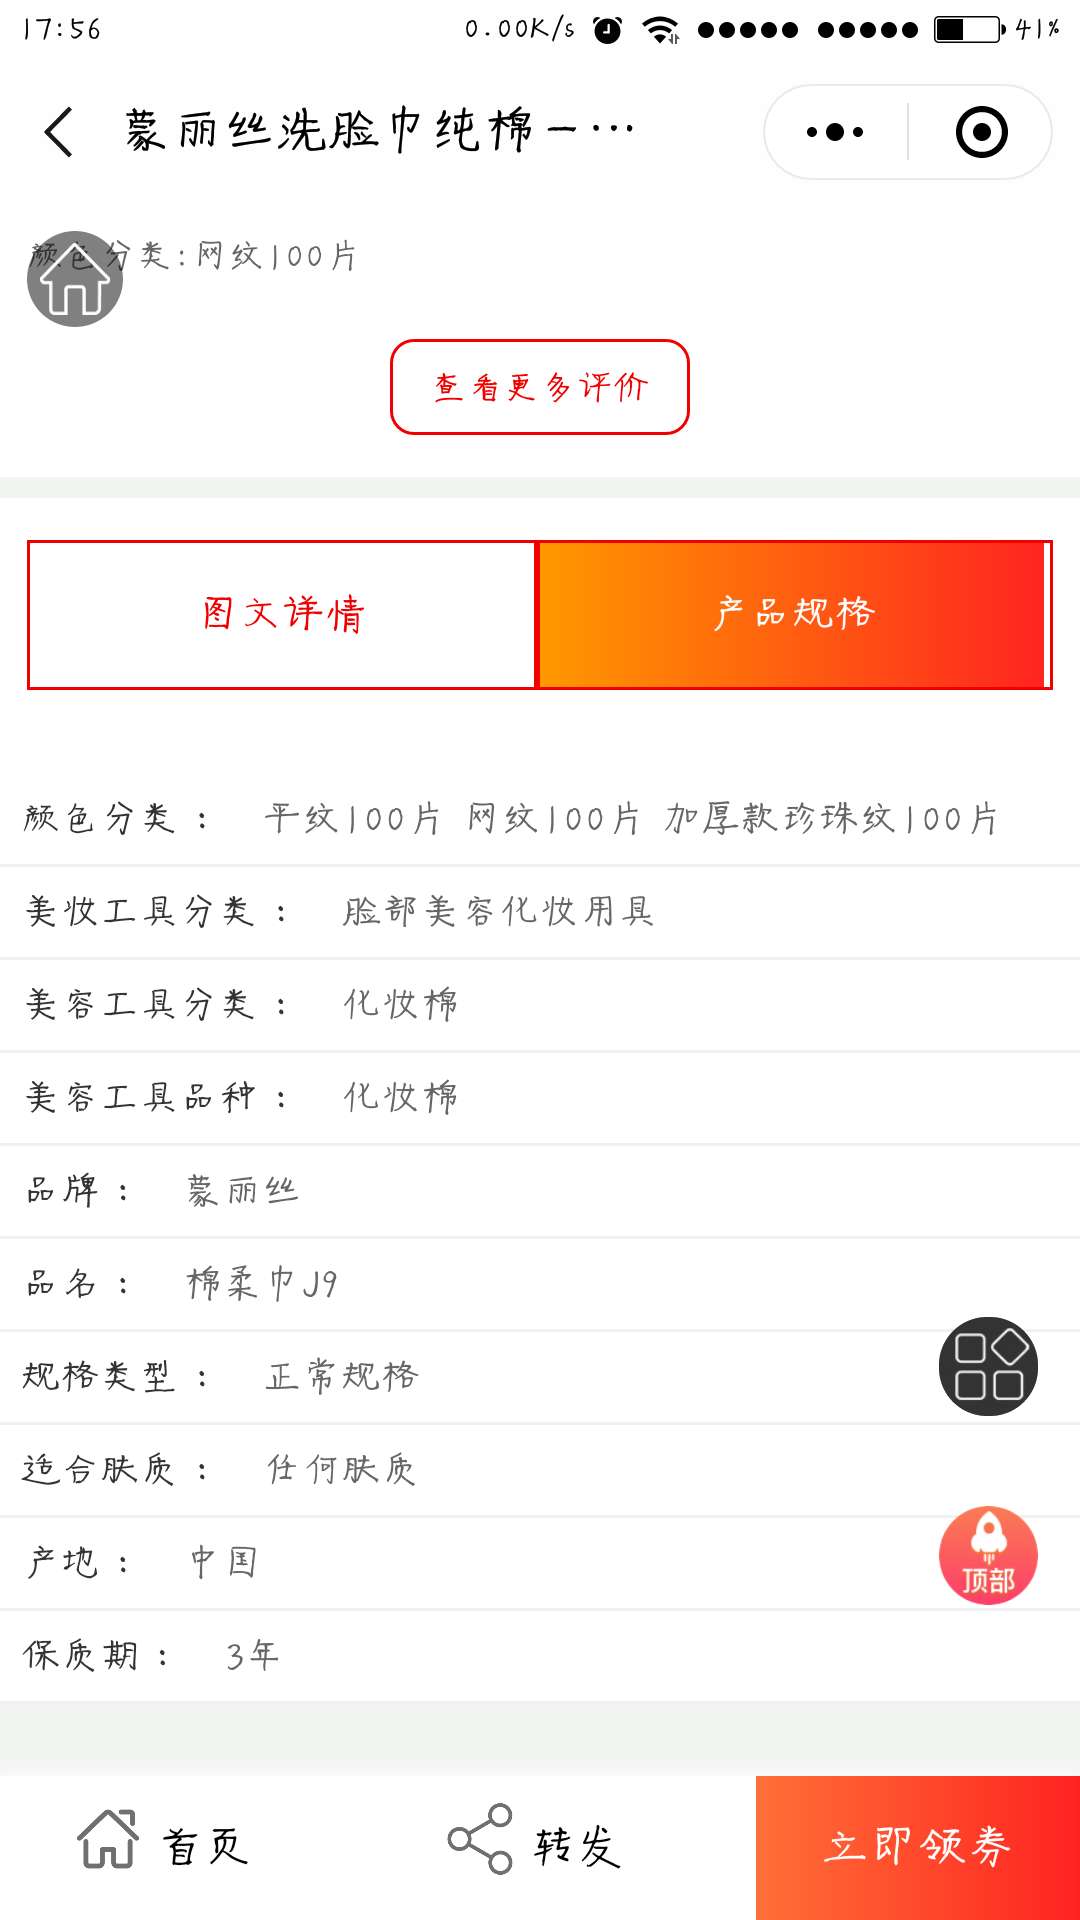 17:56 0.00K/s 41%
蒙丽丝洗脸巾纯棉一···
颜色分类:网纹100片
查看更多评价
图文详情 产品规格
颜色分类： 平纹100片 网纹100片 加厚款珍珠纹100片
美妆工具分类： 脸部美容化妆用具
美容工具分类： 化妆棉
美容工具品种： 化妆棉
品牌： 蒙丽丝
品名： 棉柔巾J9
规格类型： 正常规格
适合肤质： 任何肤质
产地： 中国
顶部
保质期： 3年
首页 转发 立即领券